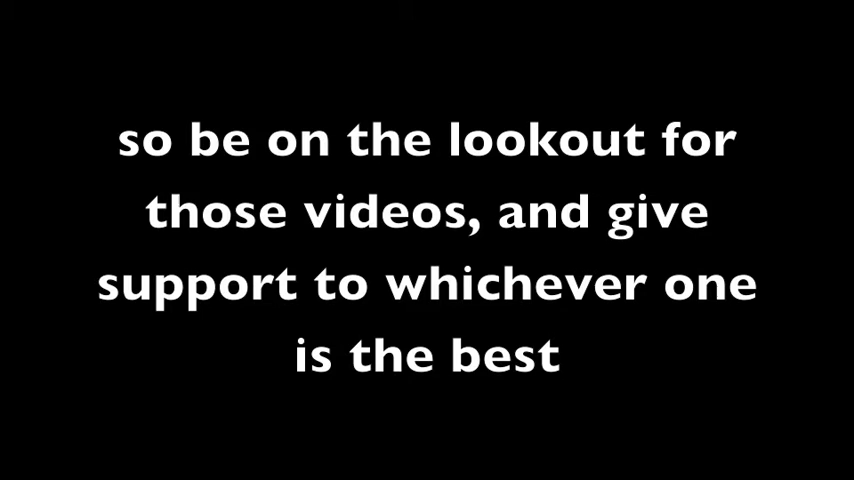 so be on the lookout for
those videos, and give
support to whichever one
is the best